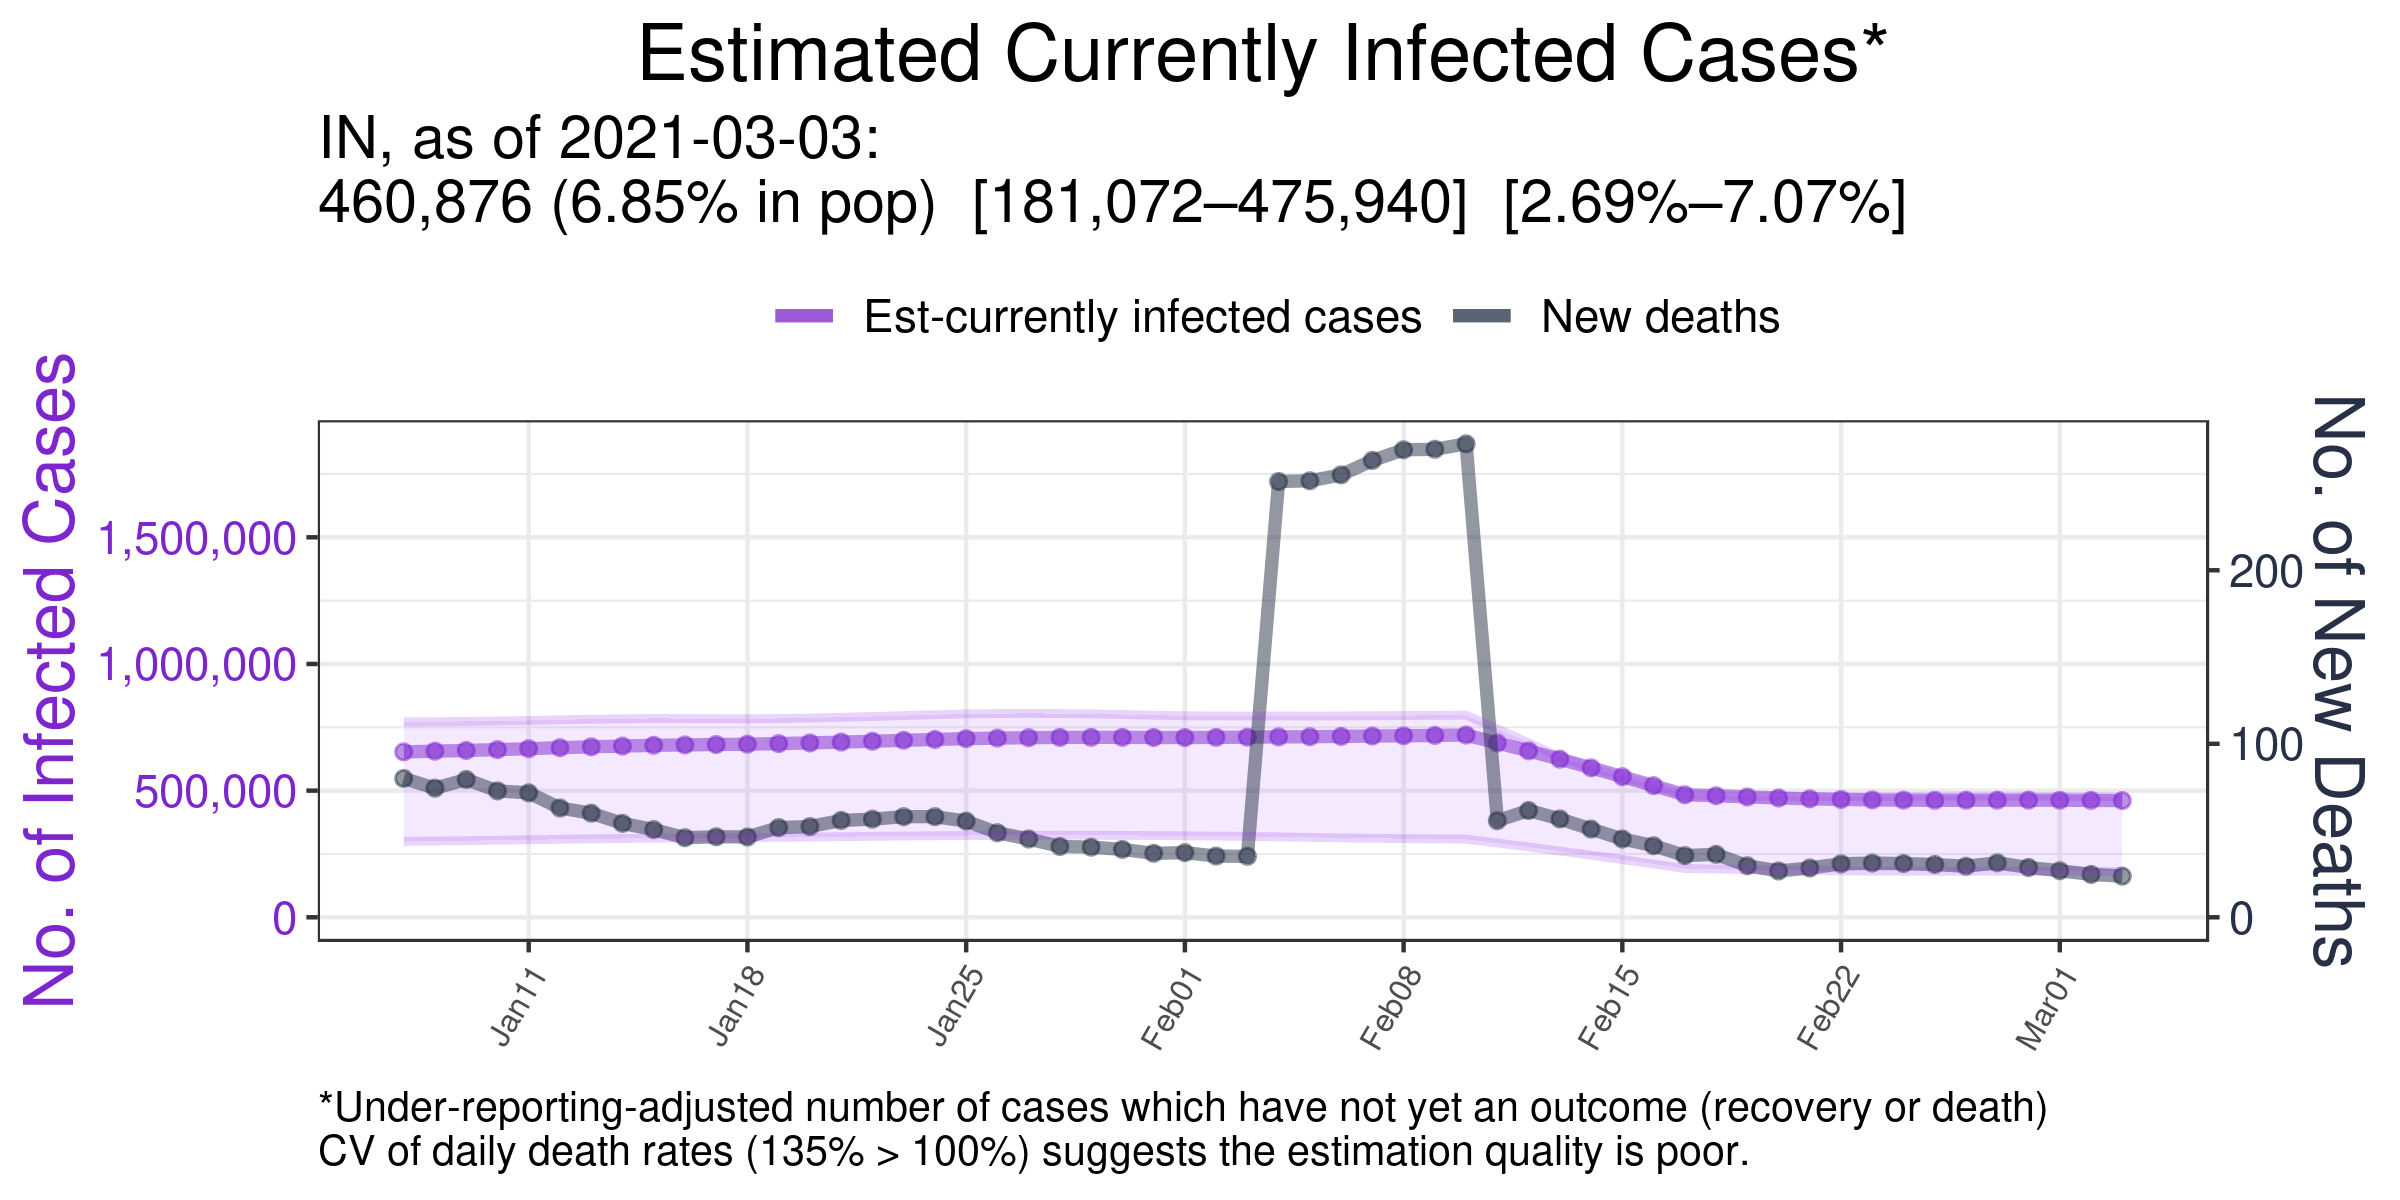 Estimated Currently Infected Cases*
IN, as of 2021-03-03:
460,876 (6.85% in pop)  [181,072–475,940]  [2.69%–7.07%]
Est-currently infected cases
New deaths
No. of Infected Cases
1,500,000
1,000,000
500,000
0
No. of New Deaths
200
100
0
Jan11
Jan18
Jan25
Feb01
Feb08
Feb15
Feb22
Mar01
*Under-reporting-adjusted number of cases which have not yet an outcome (recovery or death)
CV of daily death rates (135% > 100%) suggests the estimation quality is poor.